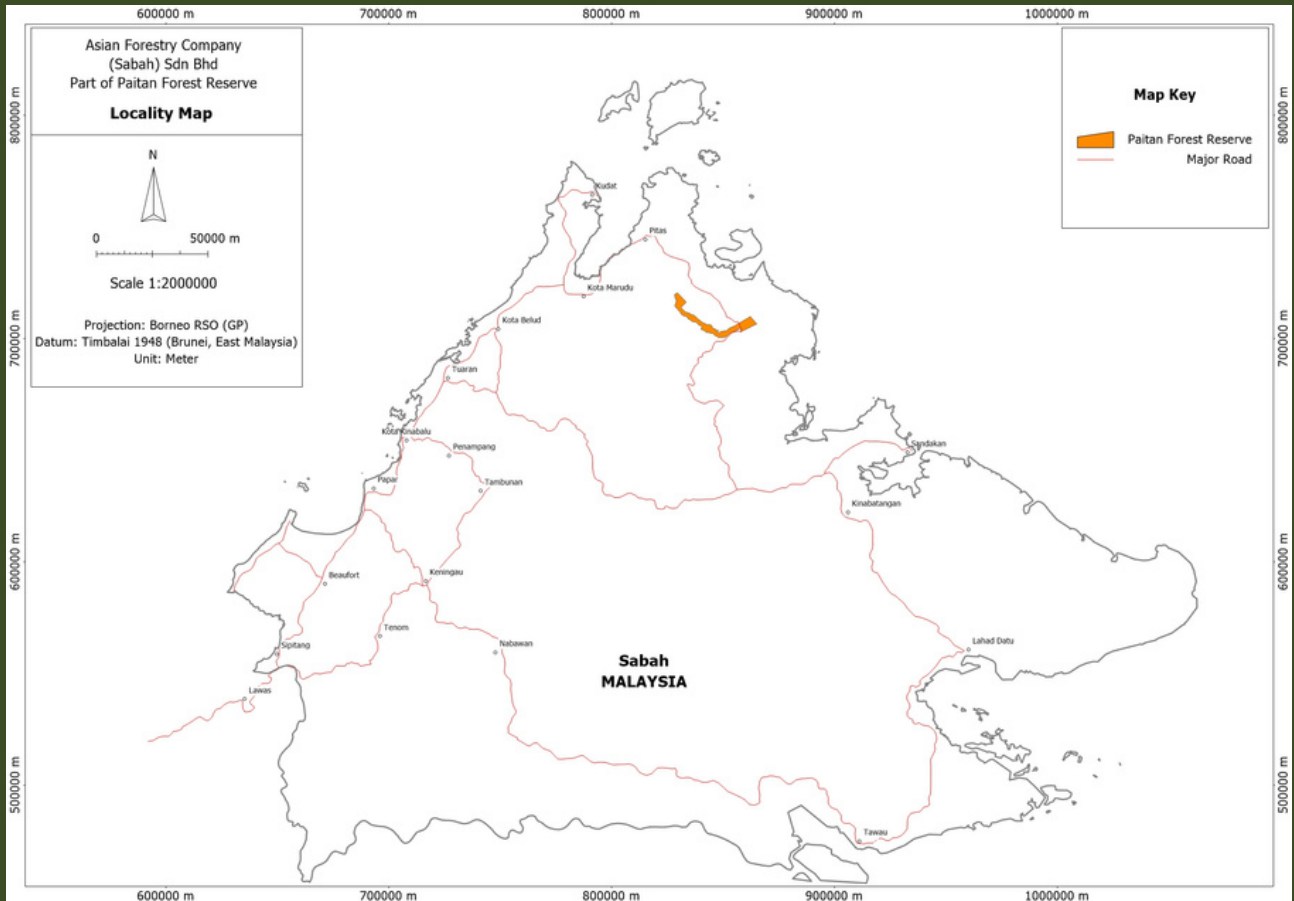 600000 m
700000 m
800000 m
900000 m
1000000 m
Asian Forestry Company
(Sabah) Sdn Bhd
Part of Paitan Forest Reserve
Locality Map
N
0
50000 m
Scale 1:2000000
Projection: Borneo RSO (GP)
Datum: Timbalai 1948 (Brunei, East Malaysia)
Unit: Meter
Map Key
Paitan Forest Reserve
Major Road
800000 m
700000 m
600000 m
500000 m
800000 m
700000 m
600000 m
500000 m
Kudat
Pitas
Kota Marudu
Kota Belud
Tuaran
Kota Kinabalu
Penampang
Sandakan
Papar
Tambunan
Kinabatangan
Beaufort
Keningau
Tenom
Sipitang
Nabawan
Lahad Datu
Sabah
MALAYSIA
Lawas
Tawau
600000 m
700000 m
800000 m
900000 m
1000000 m